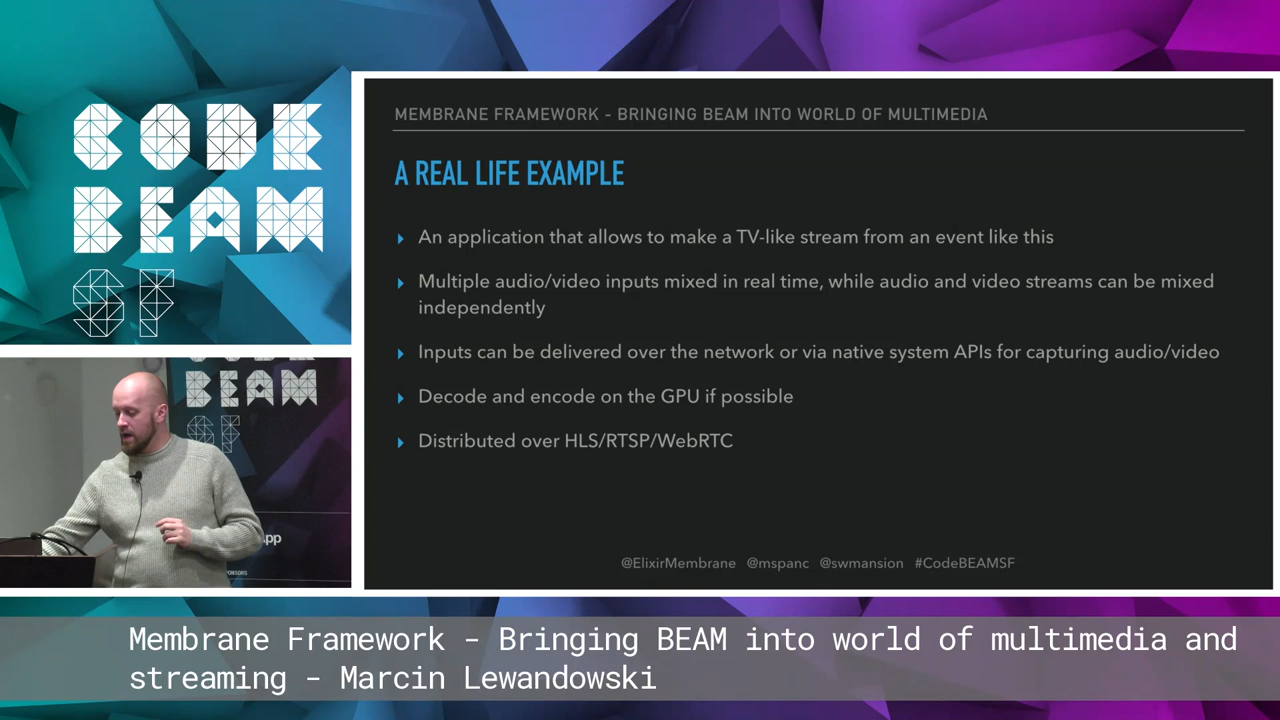 CODE
BEAM
SF
MEMBRANE FRAMEWORK - BRINGING BEAM INTO WORLD OF MULTIMEDIA
A REAL LIFE EXAMPLE
An application that allows to make a TV-like stream from an event like this
Multiple audio/video inputs mixed in real time, while audio and video streams can be mixed
independently
Inputs can be delivered over the network or via native system APIs for capturing audio/video
Decode and encode on the GPU if possible
Distributed over HLS/RTSP/WebRTC
@ElixirMembrane @mspanc @swmansion #CodeBEAMSF
BEAM
SF
Membrane Framework - Bringing BEAM into world of multimedia and
streaming - Marcin Lewandowski